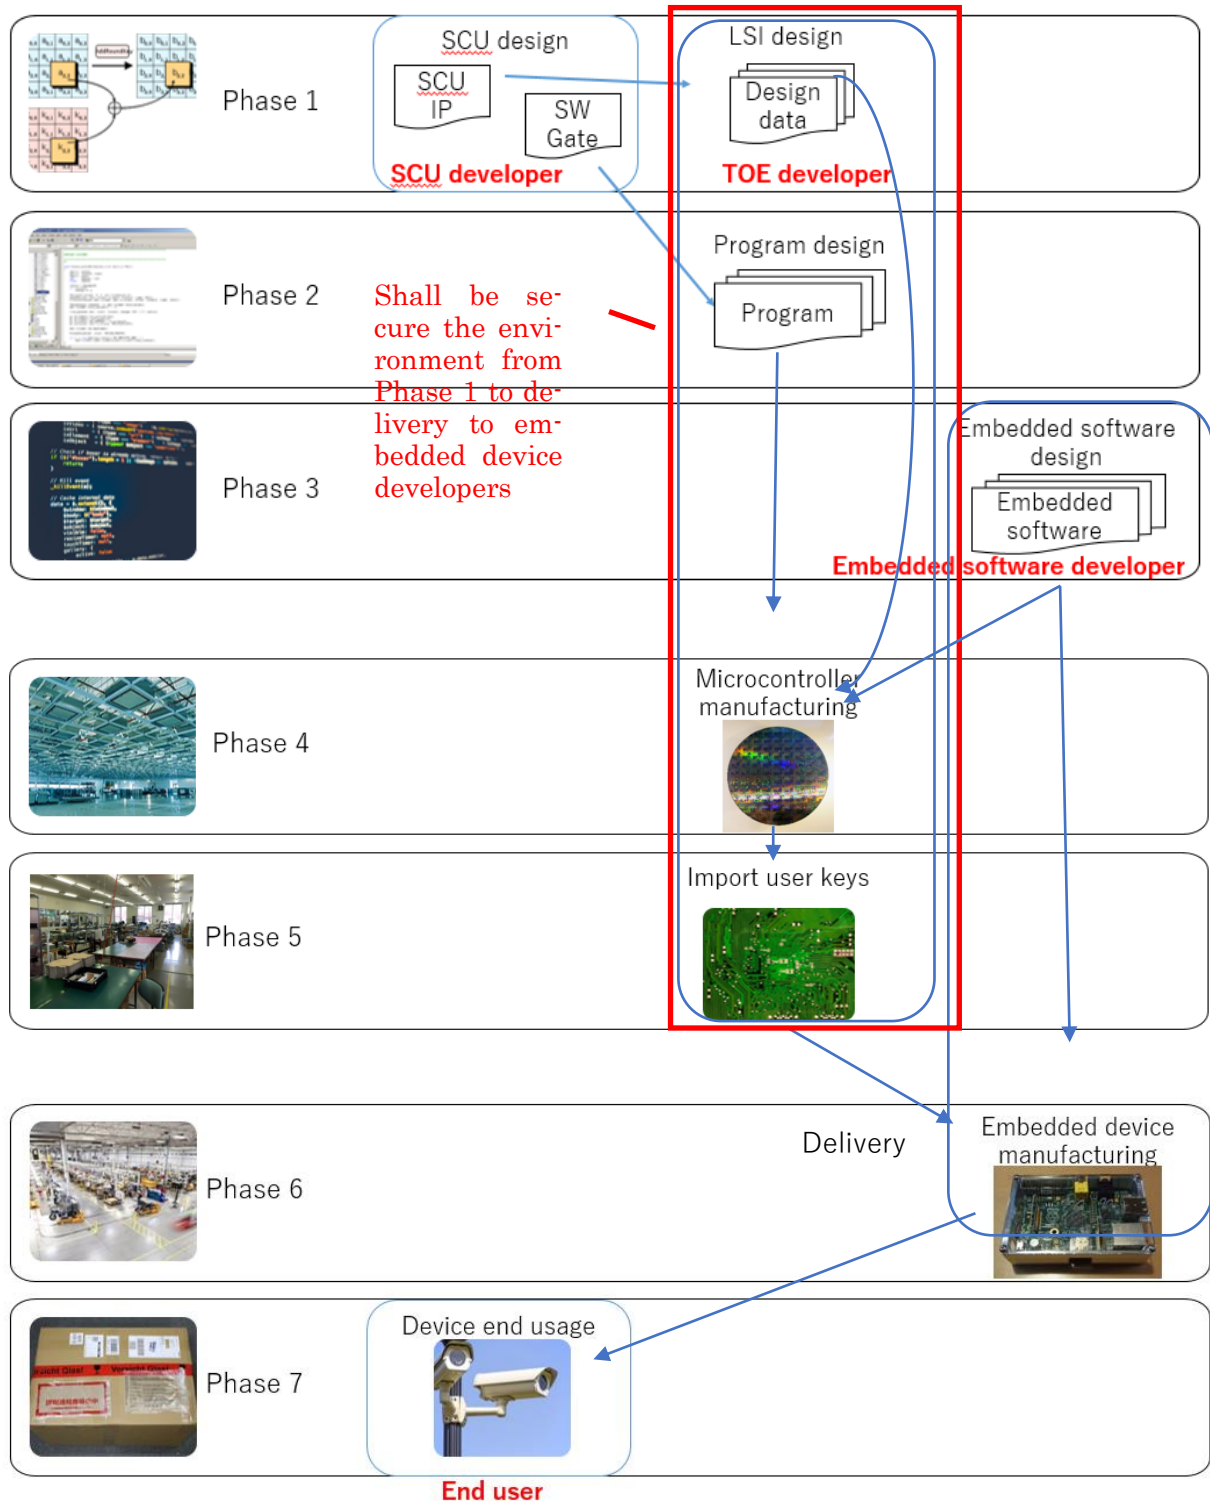 Phase 1
SCU design
SCU
IP
SW
Gate
SCU developer
LSI design
Design
data
TOE developer
Phase 2
Shall be se-
cure the envi-
ronment from
Phase 1 to de-
livery to em-
bedded device
developers
Program design
Program
Phase 3
Embedded software
design
Embedded
software
Embedded software developer
Phase 4
Microcontroller
manufacturing
Phase 5
Import user keys
Delivery
Phase 6
Embedded device
manufacturing
Phase 7
Device end usage
End user